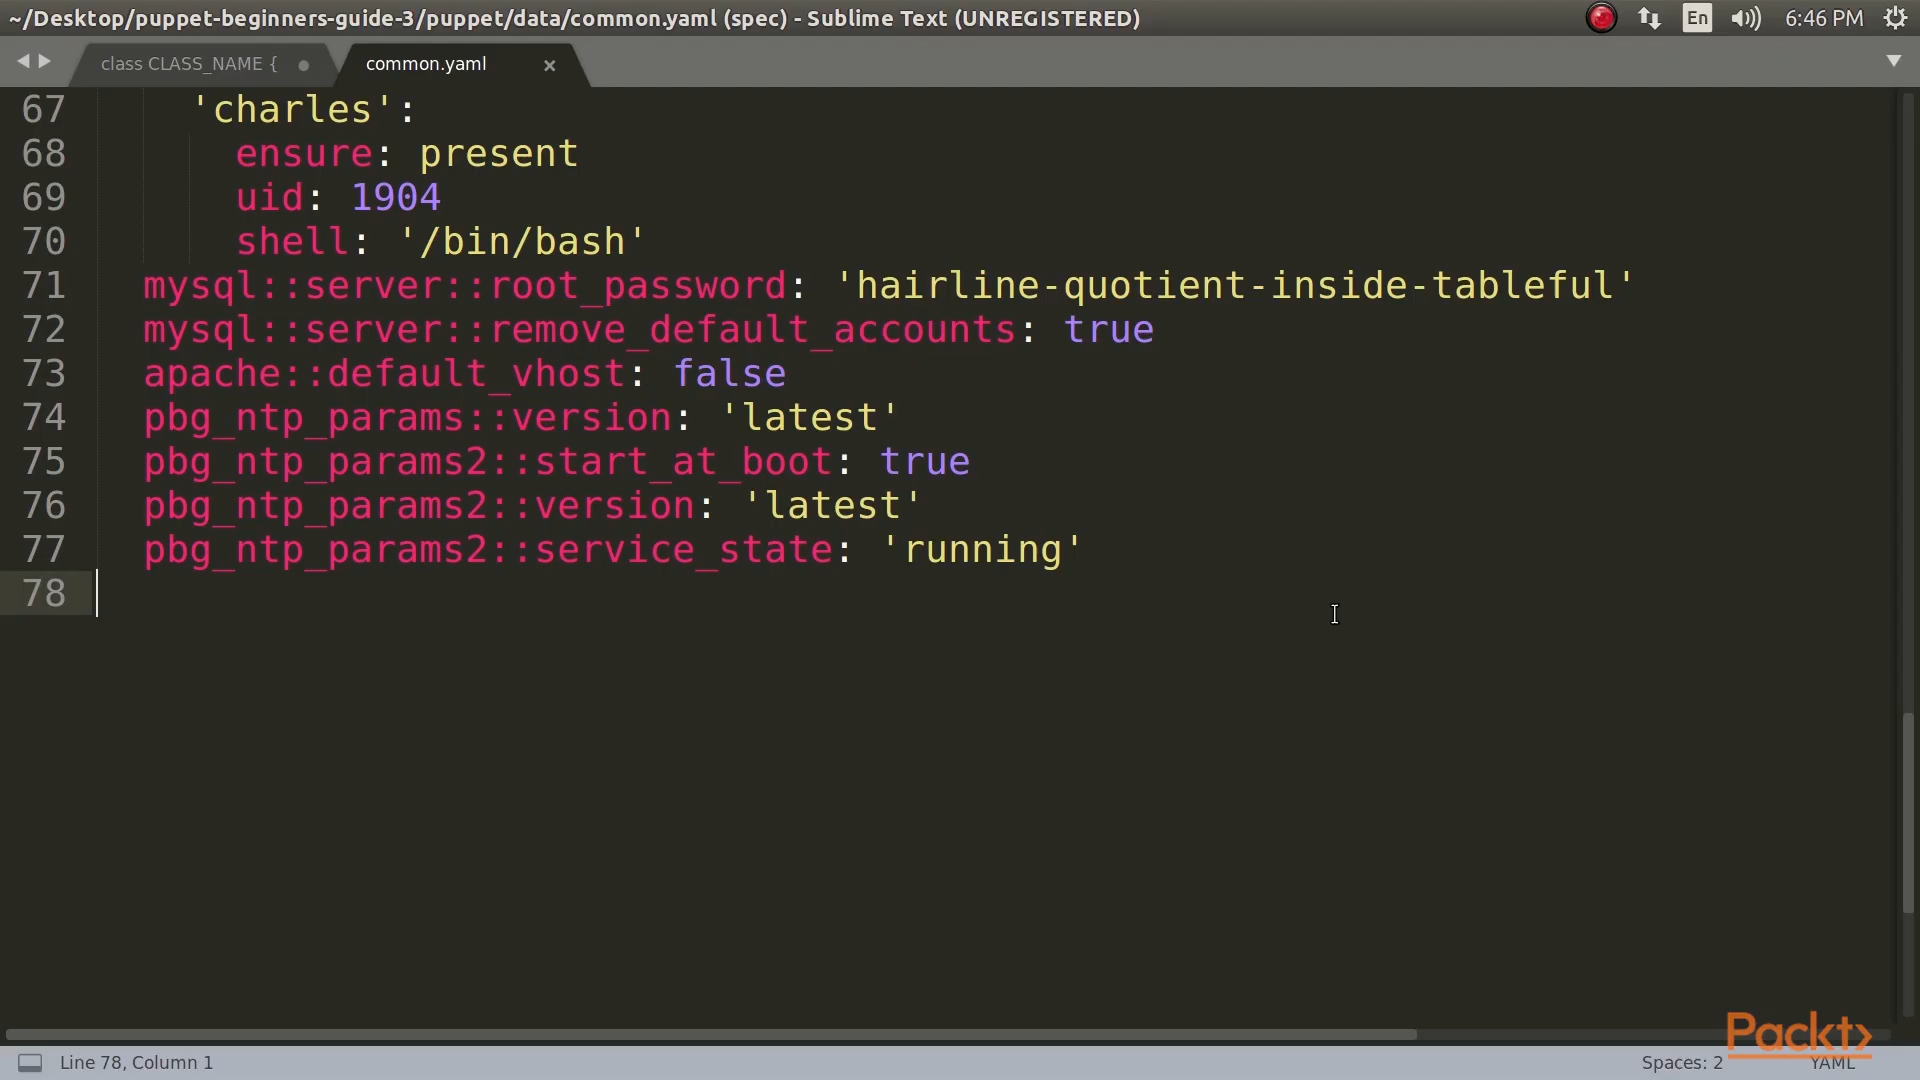 ~/Desktop/puppet-beginners-guide-3/puppet/data/common.yaml (spec) - Sublime Text (UNREGISTERED)
En
6:46 PM
class CLASS_NAME {
common.yaml
67 'charles':
68 ensure: present
69 uid: 1904
70 shell: '/bin/bash'
71 mysql::server::root_password: 'hairline-quotient-inside-tableful'
72 mysql::server::remove_default_accounts: true
73 apache::default_vhost: false
74 pbg_ntp_params::version: 'latest'
75 pbg_ntp_params2::start_at_boot: true
76 pbg_ntp_params2::version: 'latest'
77 pbg_ntp_params2::service_state: 'running'
78
Packt
Line 78, Column 1
Spaces: 2
YAML